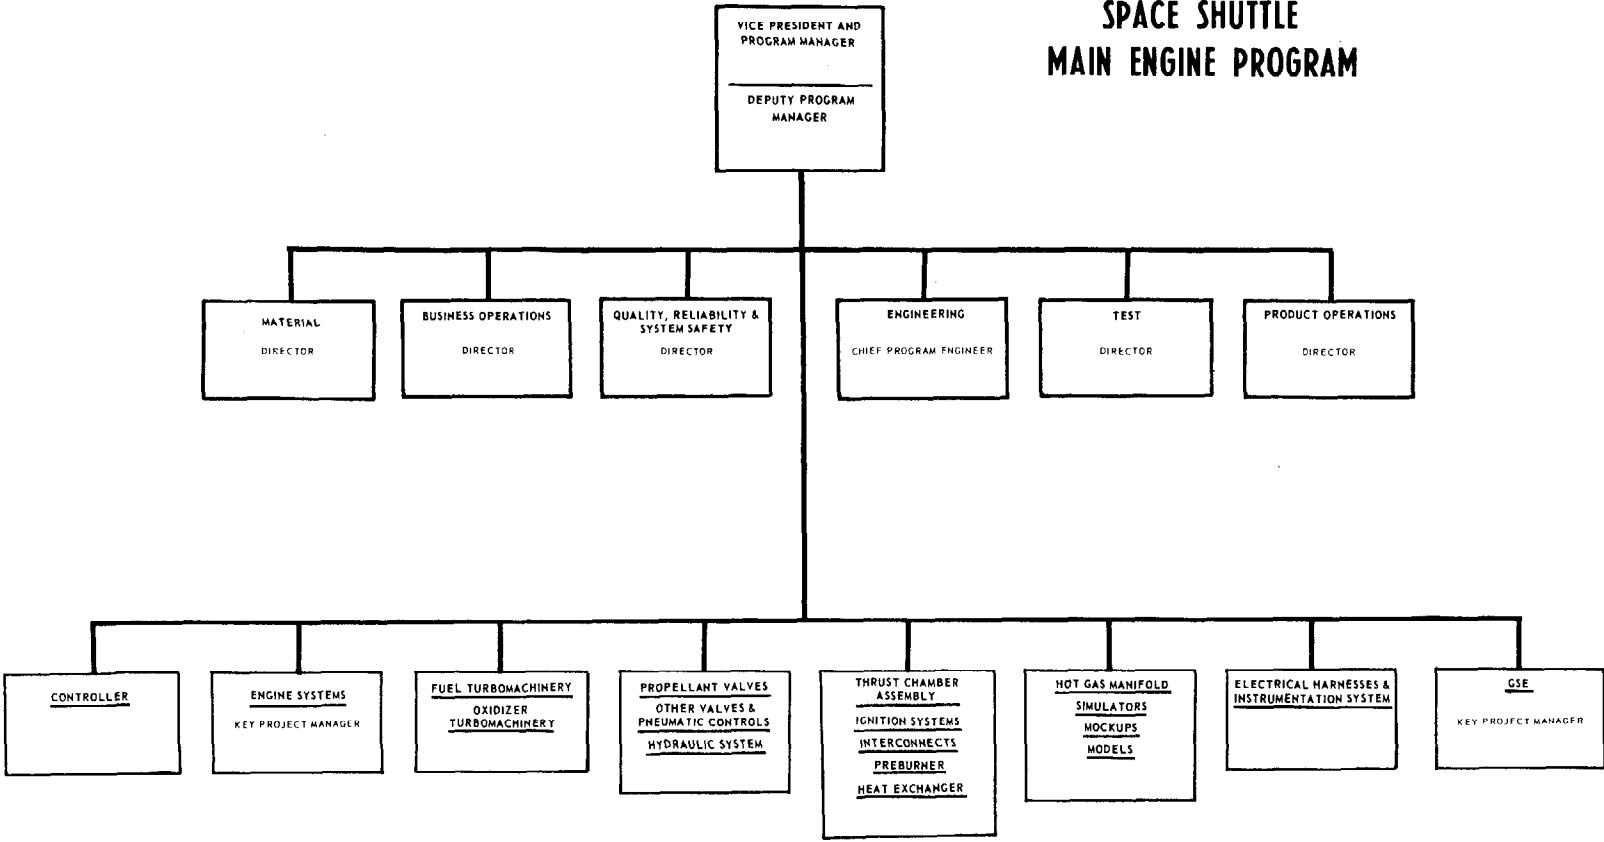 SPACE SHUTTLE
MAIN ENGINE PROGRAM
VICE PRESIDENT AND
PROGRAM MANAGER
DEPUTY PROGRAM
MANAGER
MATERIAL
DIRECTOR
BUSINESS OPERATIONS
DIRECTOR
QUALITY, RELIABILITY &
SYSTEM SAFETY
DIRECTOR
ENGINEERING
CHIEF PROGRAM ENGINEER
TEST
DIRECTOR
PRODUCT OPERATIONS
DIRECTOR
CONTROLLER
ENGINE SYSTEMS
KEY PROJECT MANAGER
FUEL TURBOMACHINERY
OXIDIZER
TURBOMACHINERY
PROPELLANT VALVES
OTHER VALVES &
PNEUMATIC CONTROLS
HYDRAULIC SYSTEM
THRUST CHAMBER
ASSEMBLY
IGNITION SYSTEMS
INTERCONNECTS
PREBURNER
HEAT EXCHANGER
HOT GAS MANIFOLD
SIMULATORS
MOCKUPS
MODELS
ELECTRICAL HARNESSES &
INSTRUMENTATION SYSTEM
GSE
KEY PROJECT MANAGER